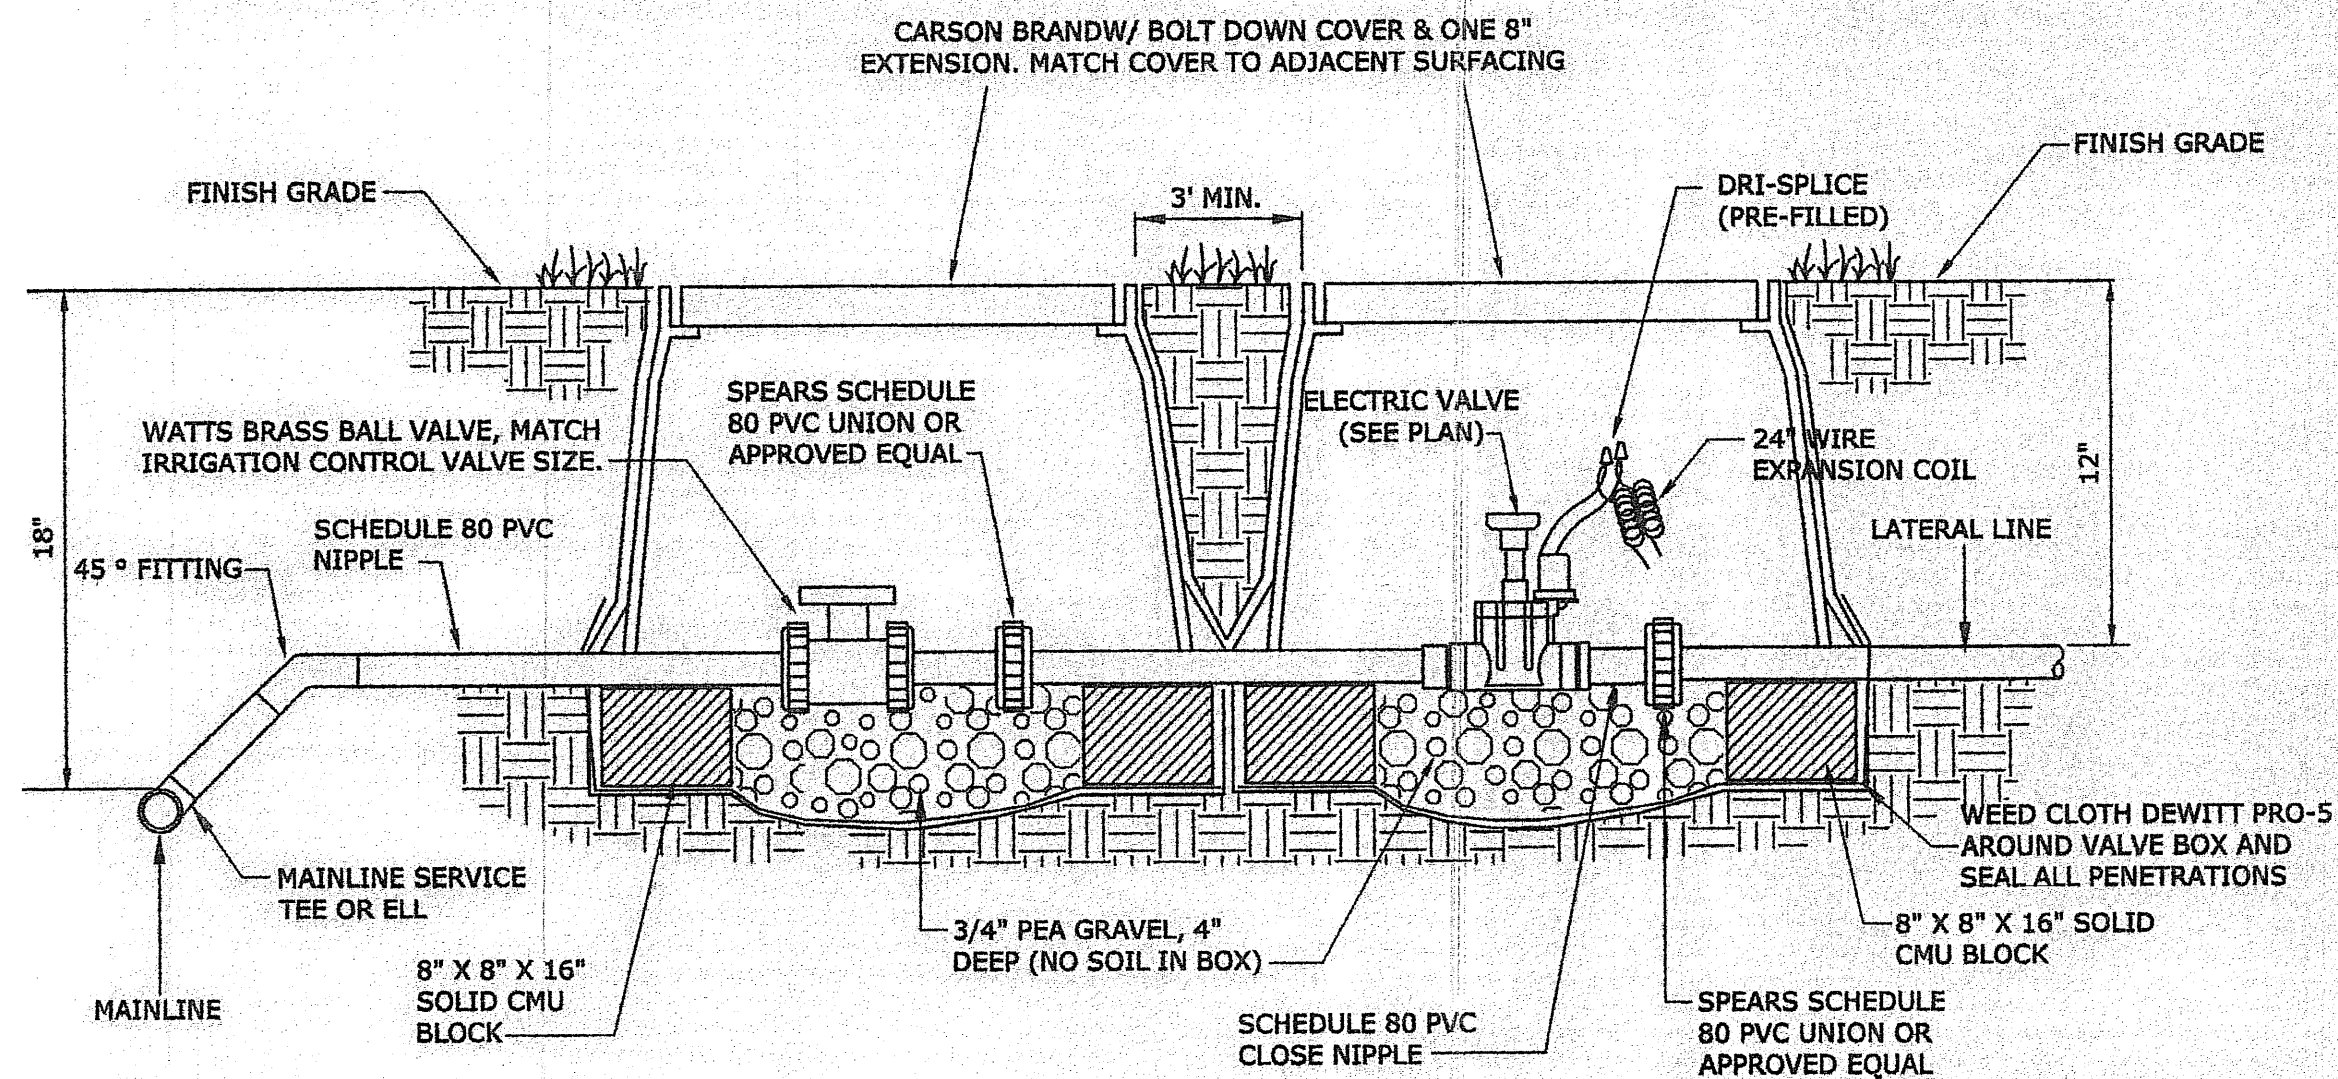 CARSON BRANDW/ BOLT DOWN COVER & ONE 8"
EXTENSION. MATCH COVER TO ADJACENT SURFACING
FINISH GRADE
FINISH GRADE
3' MIN.
DRI-SPLICE
(PRE-FILLED)
SPEARS SCHEDULE
80 PVC UNION OR
APPROVED EQUAL
ELECTRIC VALVE
(SEE PLAN)
WATTS BRASS BALL VALVE, MATCH
IRRIGATION CONTROL VALVE SIZE.
24" WIRE
EXPANSION COIL
12"
18"
SCHEDULE 80 PVC
NIPPLE
45 ° FITTING
LATERAL LINE
WEED CLOTH DEWITT PRO-5
AROUND VALVE BOX AND
SEAL ALL PENETRATIONS
MAINLINE SERVICE
TEE OR ELL
3/4" PEA GRAVEL, 4"
DEEP (NO SOIL IN BOX)
8" X 8" X 16" SOLID
CMU BLOCK
8" X 8" X 16"
SOLID CMU
BLOCK
MAINLINE
SCHEDULE 80 PVC
CLOSE NIPPLE
SPEARS SCHEDULE
80 PVC UNION OR
APPROVED EQUAL